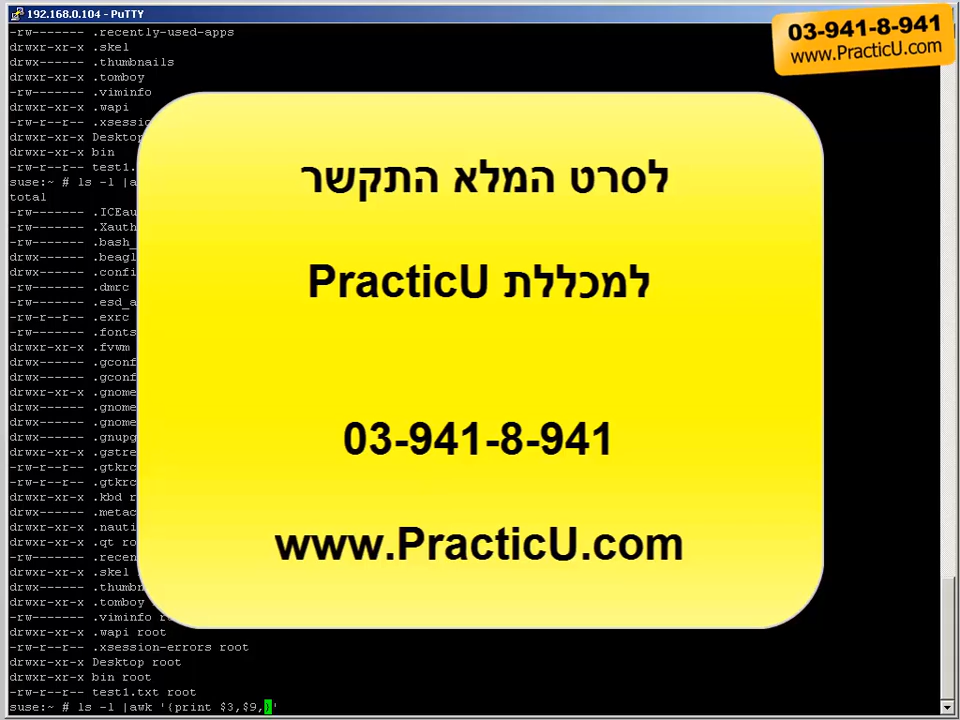 192.168.0.104 - PuTTY
03-941-8-941
www.PracticU.com
-rw------- .recently-used-apps
drwxr-xr-x .skel
drwx------ .thumbnails
drwxr-xr-x .tomboy
-rw------- .viminfo
drwxr-xr-x .wapi
-rw-r--r-- .xsessi
drwxr-xr-x Desktop
drwxr-xr-x bin
-rw-r--r-- test1.
suse:~ # ls -l |a
total
-rw------- .ICEau
-rw------- .Xauth
-rw------- .bash_
drwx------ .beagl
drwx------ .confi
-rw------- .dmrc
-rw------- .esd_a
-rw-r--r-- .exrc
-rw------- .fonts
drwxr-xr-x .fvwm
drwx------ .gconf
drwx------ .gconf
drwxr-xr-x .gnome
drwx------ .gnome
drwx------ .gnome
drwx------ .gnupg
drwxr-xr-x .gstre
-rw-r--r-- .gtkrc
-rw-r--r-- .gtkrc
drwxr-xr-x .kbd r
drwx------ .metac
drwxr-xr-x .nauti
drwxr-xr-x .qt ro
-rw------- .recen
drwxr-xr-x .skel
drwx------ .thumbn
drwxr-xr-x .tomboy
-rw------- .viminfo r
drwxr-xr-x .wapi root
-rw-r--r-- .xsession-errors root
drwxr-xr-x Desktop root
drwxr-xr-x bin root
-rw-r--r-- test1.txt root
suse:~ # ls -l |awk '{print $3,$9,}'
לסרט המלא התקשר
למכללת PracticU
03-941-8-941
www.PracticU.com